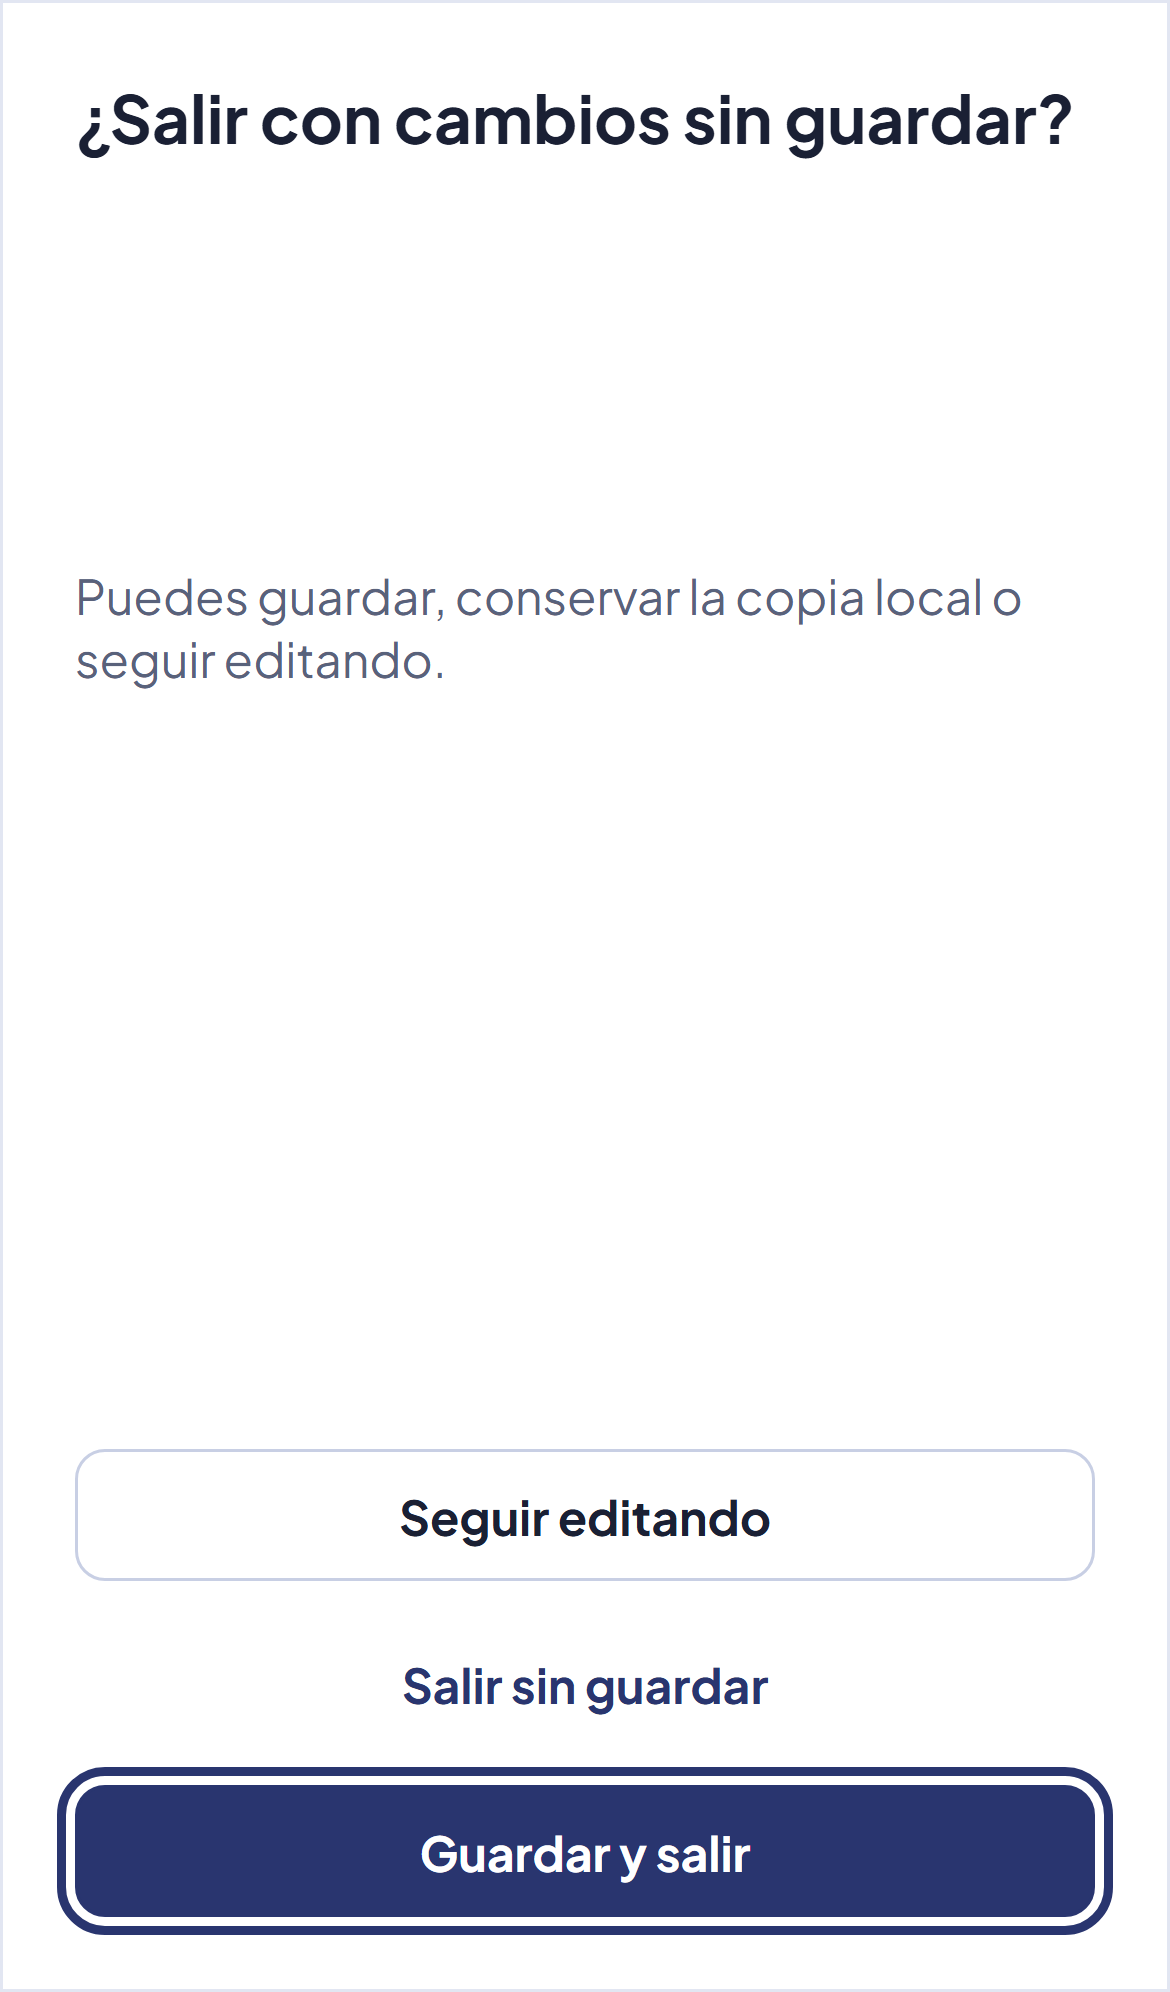 ¿Salir con cambios sin guardar?
Puedes guardar, conservar la copia local o
seguir editando.
Seguir editando
Salir sin guardar
Guardar y salir